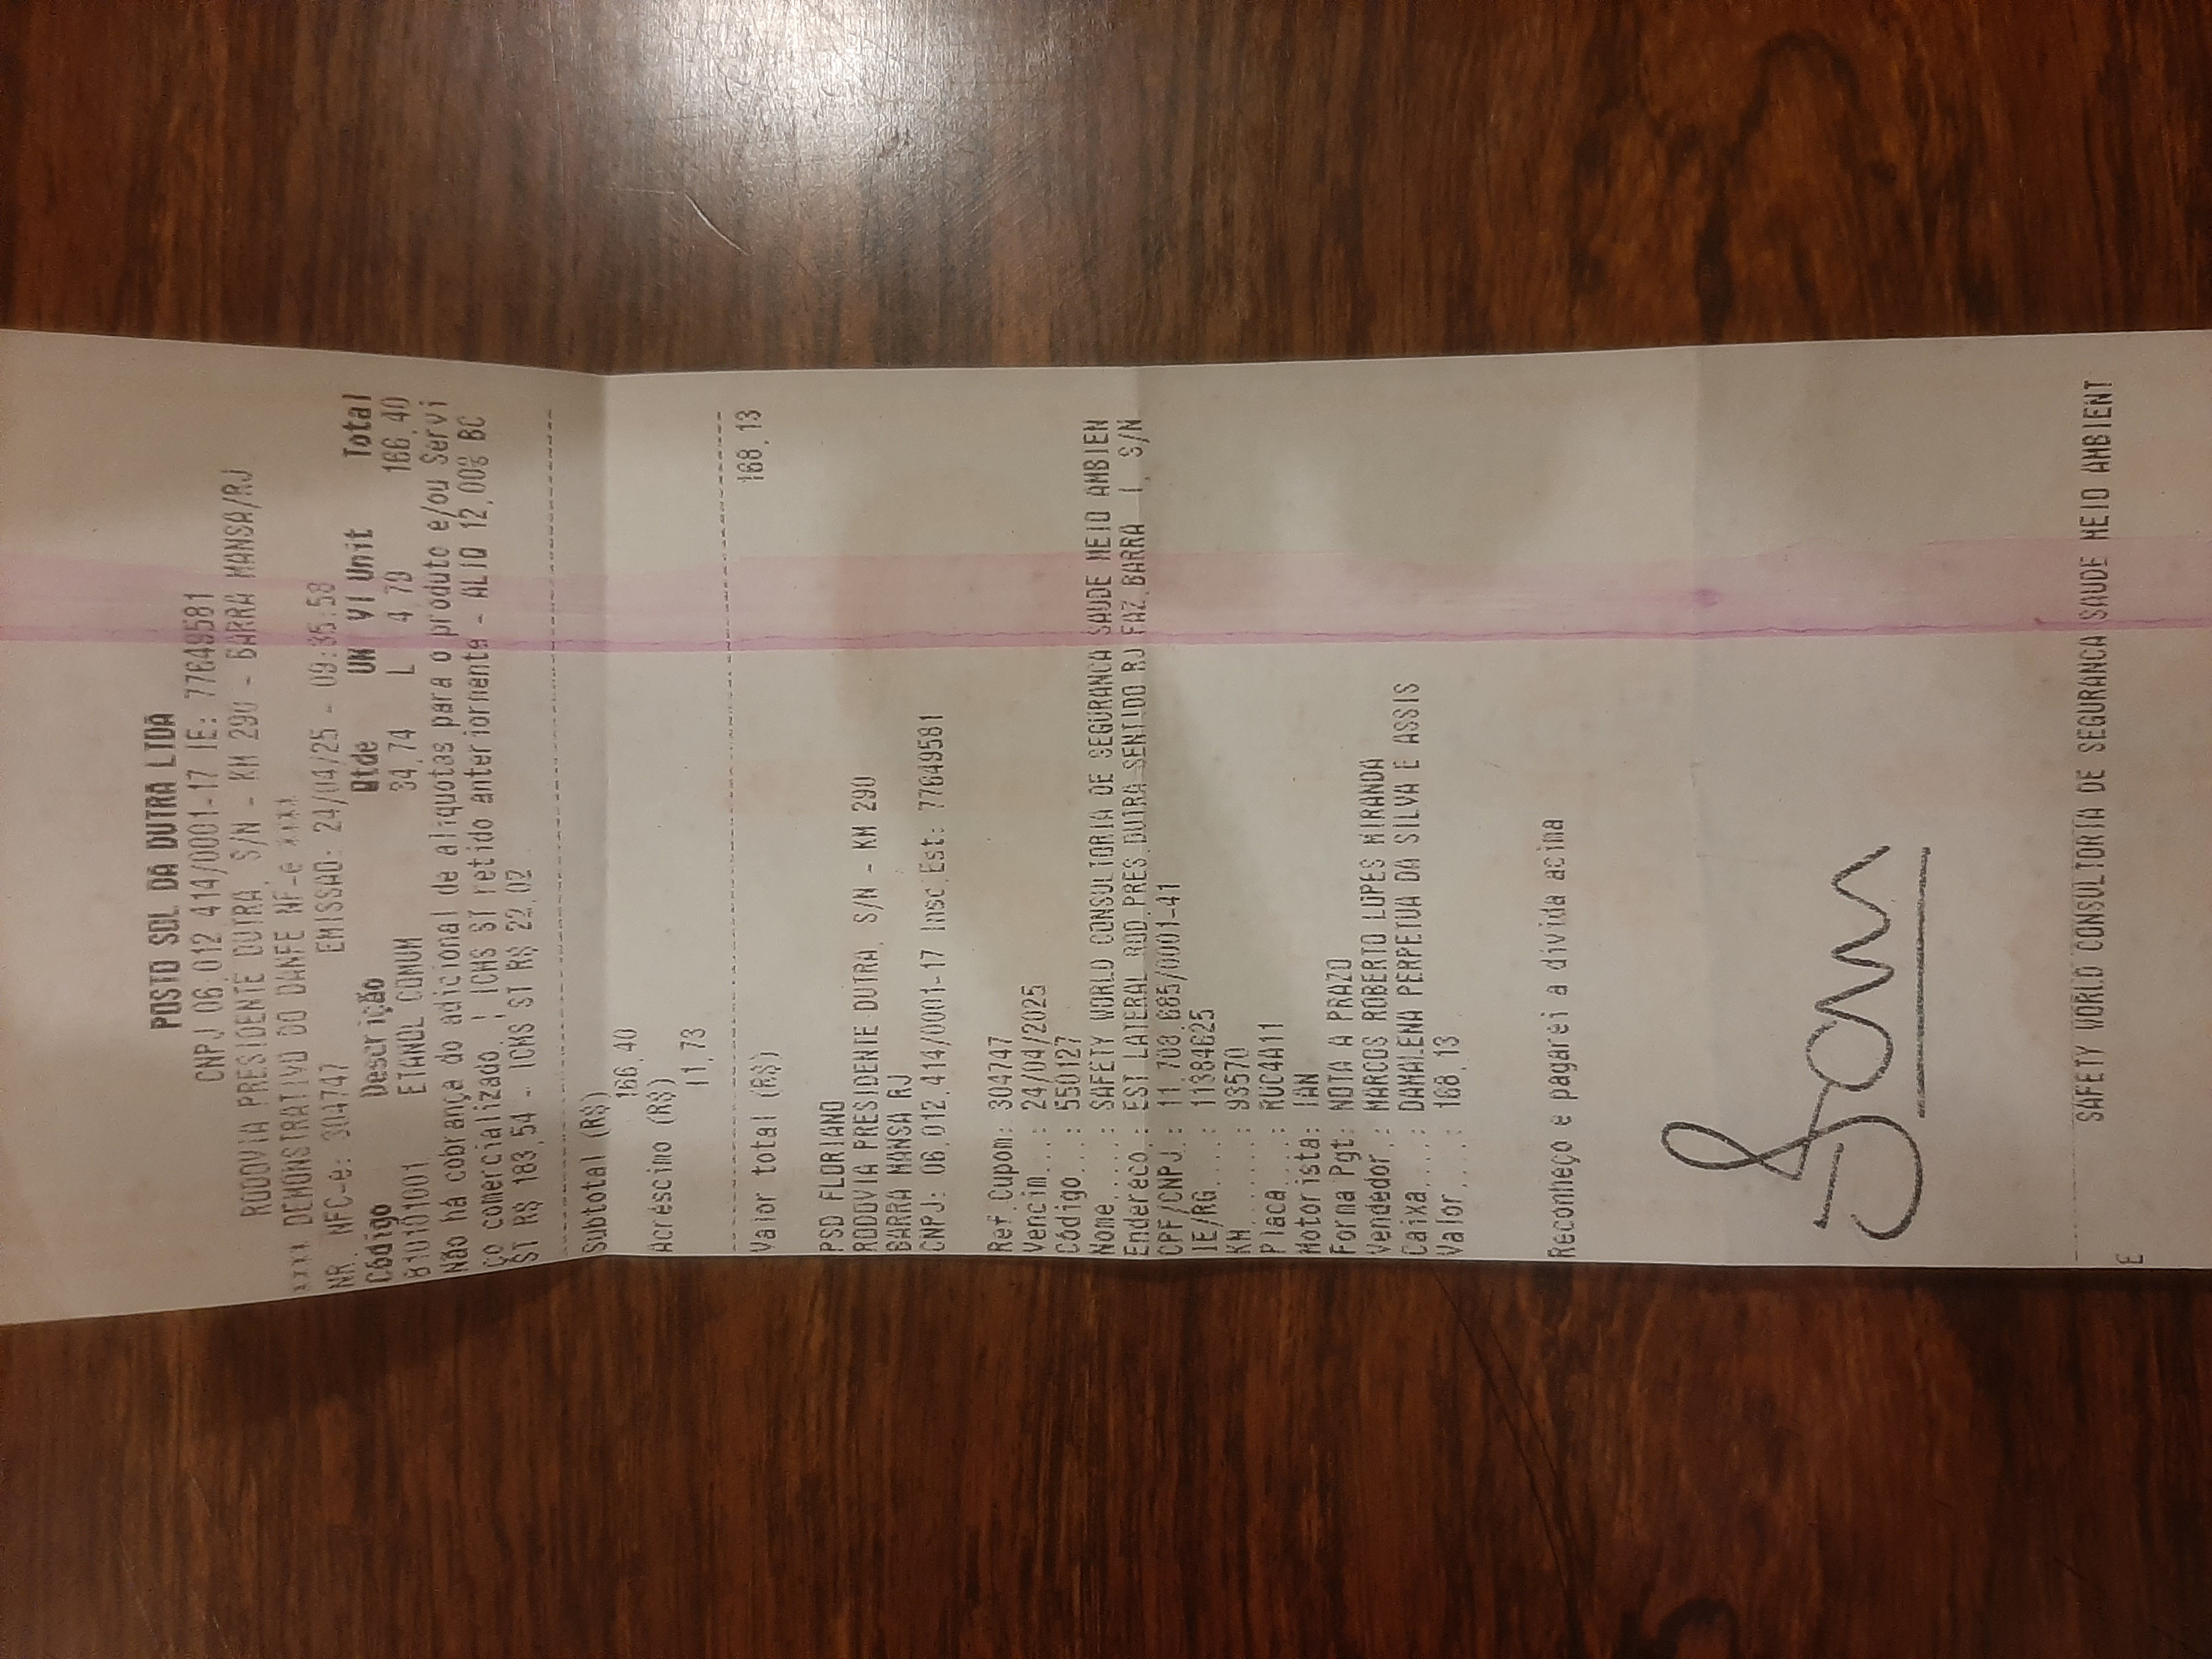 POSTO SOL DA DUTRA LTDA
CNPJ 06.012.414/0001-17 IE: 77649581
RODOVIA PRESIDENTE DUTRA, S/N - KM 290 - BARRA MANSA/RJ
**** DEMONSTRATIVO DO DANFE NF-e ****
NR. NFC-e: 304747 EMISSAO: 24/04/25 - 09:35:58
Código Descrição Qtde UN Vl Unit Total
810101001 ETANOL COMUM 34,74 L 4,79 166,40
Não há cobrança do adicional de aliquotas para o produto e/ou Servi
ço comercializado. | ICMS ST retido anteriormente - ALIQ 12,00% BC
ST R$ 183,54 - ICMS ST R$ 22,02
Subtotal (R$)
166,40
Acréscimo (R$)
11,73
Valor total (R$) 168,13
PSD FLORIANO
RODOVIA PRESIDENTE DUTRA, S/N - KM 290
BARRA MANSA RJ
CNPJ: 06.012.414/0001-17 Insc.Est: 77649581
Ref.Cupom: 304747
Vencim...: 24/04/2025
Código...: 550127
Nome.....: SAFETY WORLD CONSULTORIA DE SEGURANCA SAUDE MEIO AMBIEN
Endereco.: EST LATERAL ROD.PRES.DUTRA SENTIDO RJ FAZ.BARRA I, S/N
CPF/CNPJ.: 11.708.685/0001-41
IE/RG....: 11384625
KM.......: 93570
Placa....: RUC4A11
Motorista: IAN
Forma Pgt: NOTA A PRAZO
Vendedor.: MARCOS ROBERTO LOPES MIRANDA
Caixa....: DAMALENA PERPETUA DA SILVA E ASSIS
Valor....: 168,13
Reconheço e pagarei a divida acima
Ian
SAFETY WORLD CONSULTORIA DE SEGURANCA SAUDE MEIO AMBIENT
E